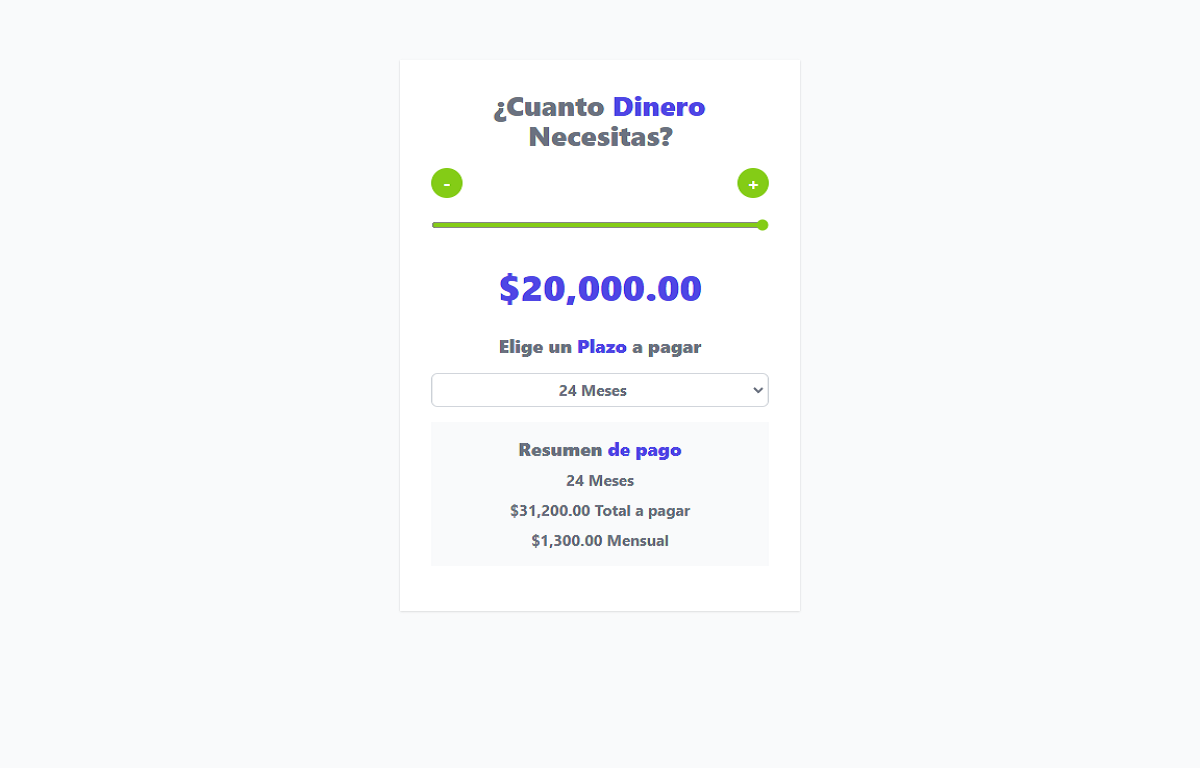 ¿Cuanto Dinero
Necesitas?
- +
$20,000.00
Elige un Plazo a pagar
24 Meses
Resumen de pago
24 Meses
$31,200.00 Total a pagar
$1,300.00 Mensual